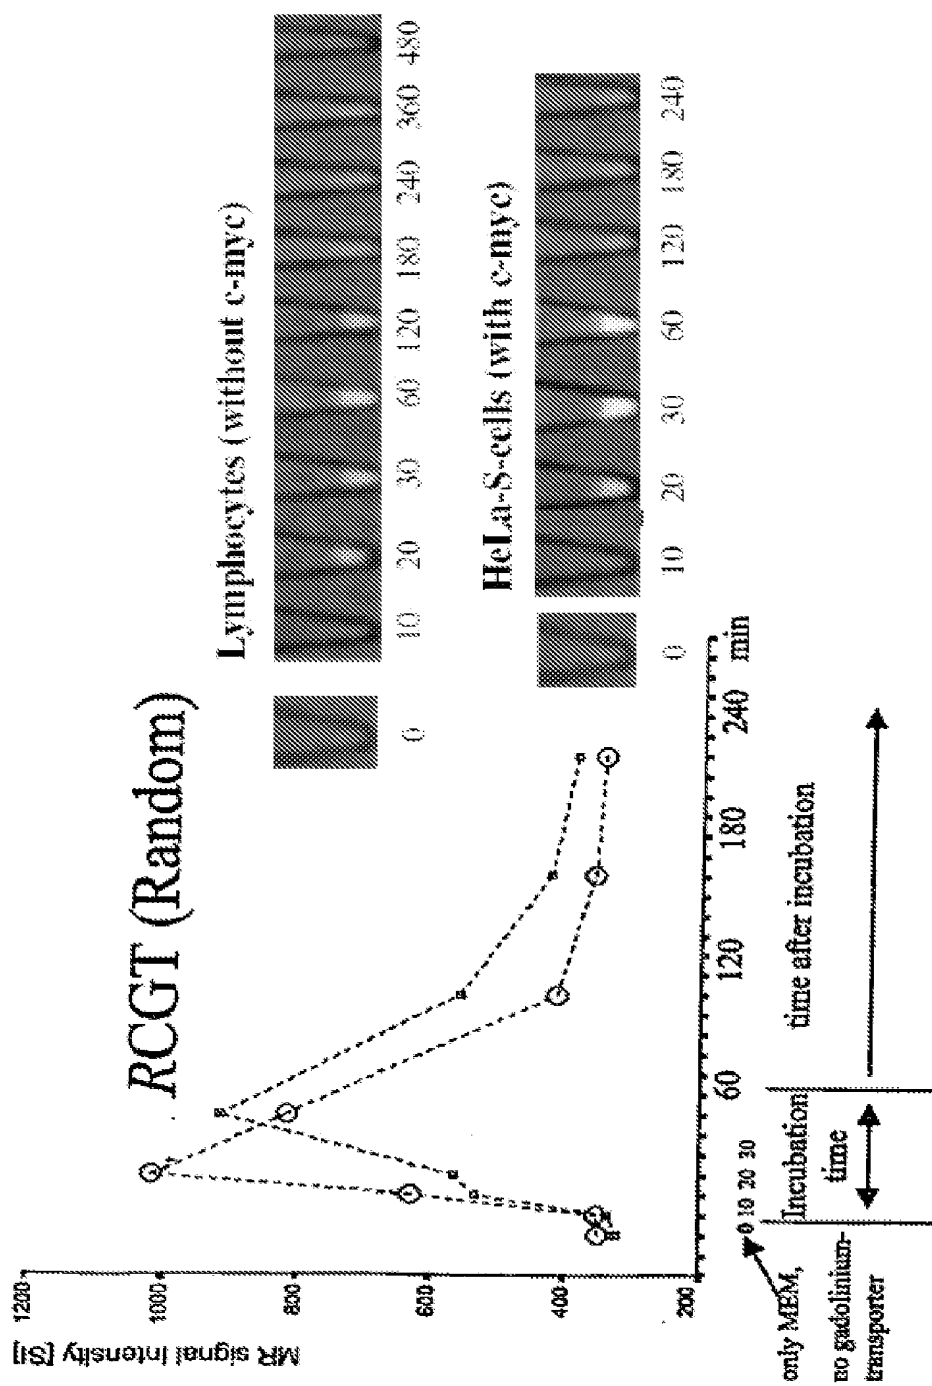 RCGT (Random)
MR signal intensity [SI]
1200
1000
800
600
400
200
60
120
180
240
min
0 10 20 30
only MEM,
no gadolinium-
transporter
Incubation
time
time after incubation
Lymphocytes (without c-myc)
0 10 20 30 60 120 180 240 360 480
HeLa-S-cells (with c-myc)
0 10 20 30 60 120 180 240